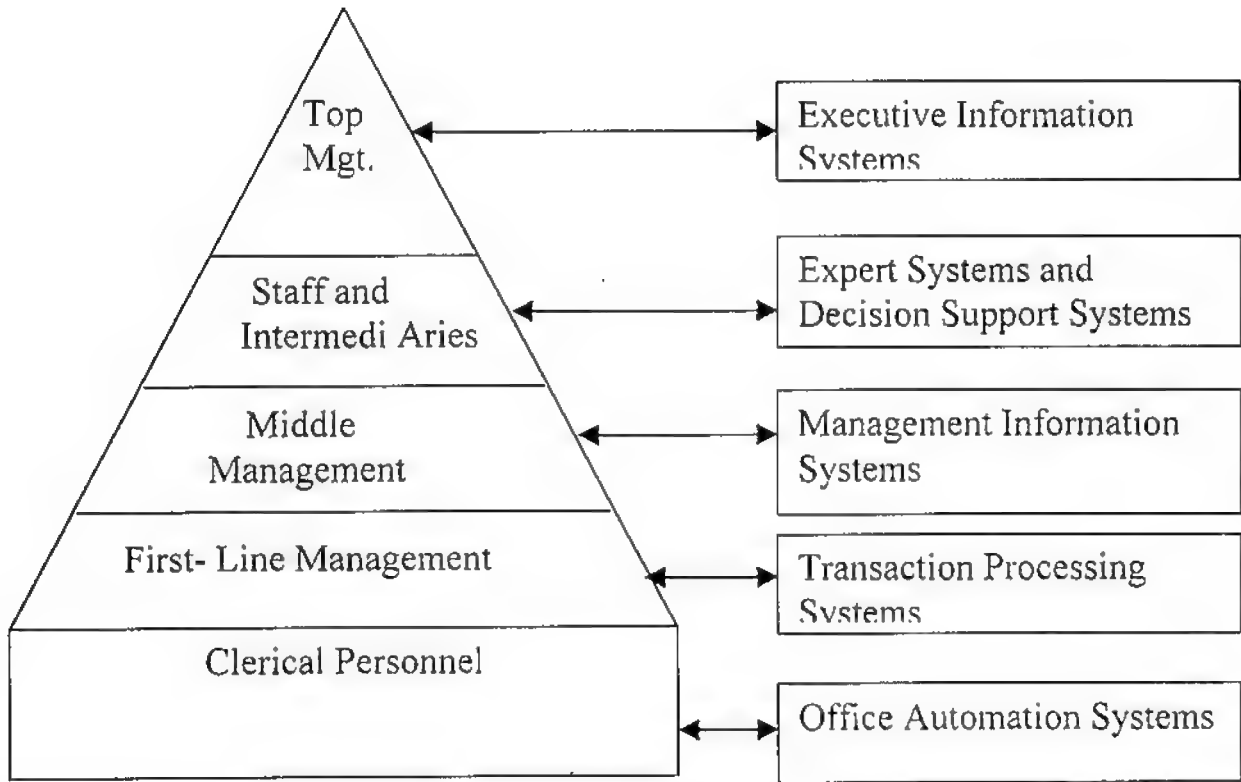 Top
Mgt.
Executive Information
Systems
Staff and
Intermedi Aries
Expert Systems and
Decision Support Systems
Middle
Management
Management Information
Systems
First- Line Management
Transaction Processing
Systems
Clerical Personnel
Office Automation Systems